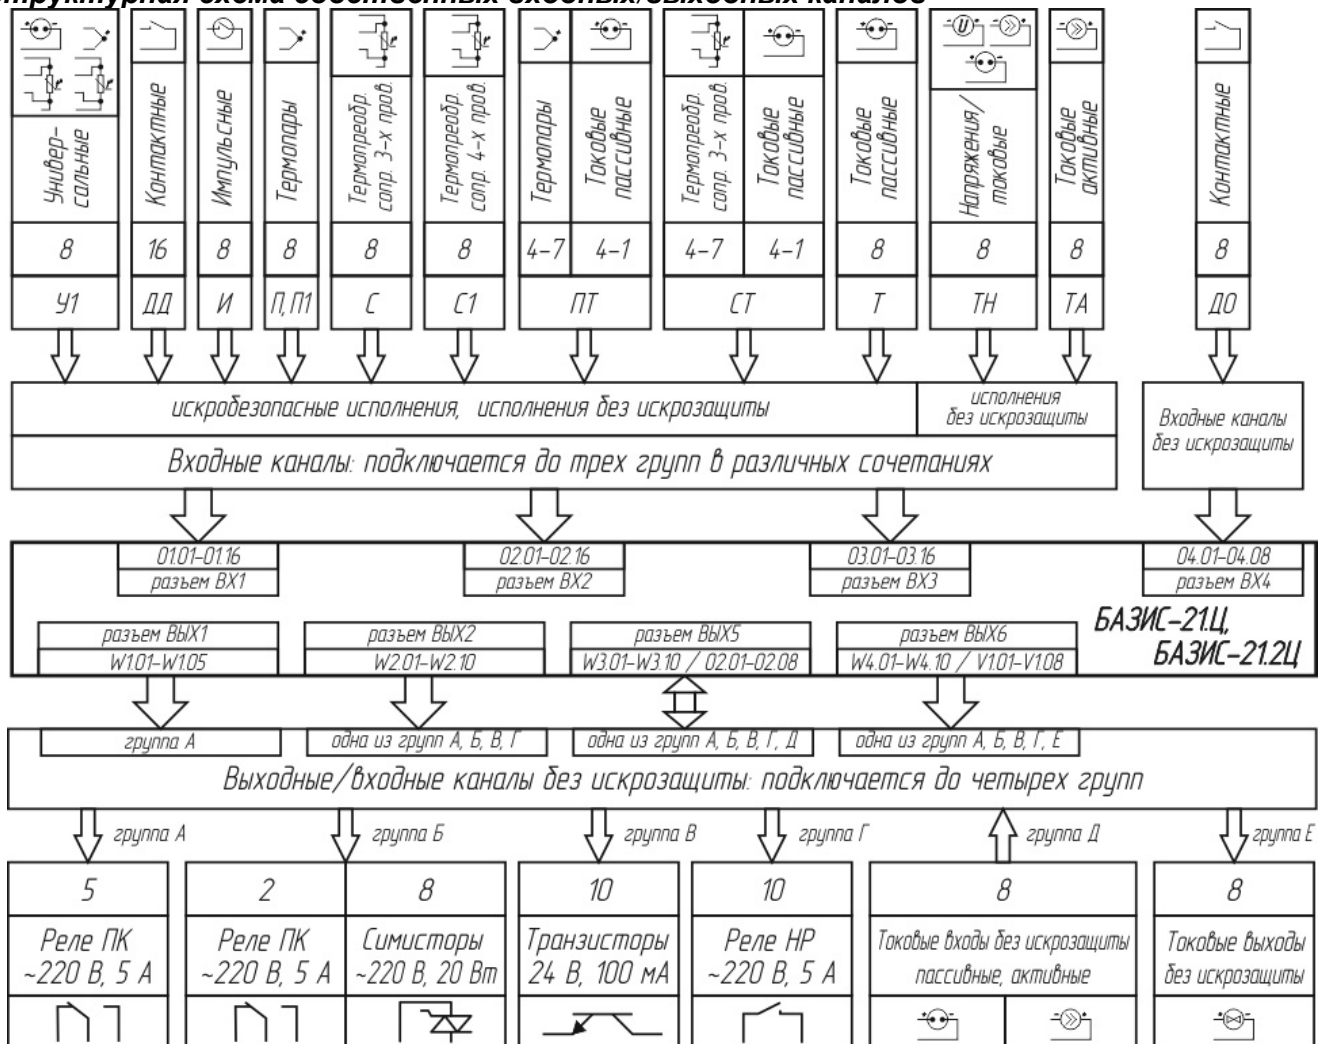 структурная схема собственных входных/выходных каналов
Универ-
сальные
Контактные
Импульсные
Термопары
Термопреобр.
сопр. 3-х пров.
Термопреобр.
сопр. 4-х пров.
Термопары
Токовые
пассивные
Термопреобр.
сопр. 3-х пров.
Токовые
пассивные
Токовые
пассивные
U
Напряжения/
токовые
Токовые
активные
Контактные
8 16 8 8 8 8 4-7 4-1 4-7 4-1 8 8 8 8
У1 ДД И П, П1 С С1 ПТ СТ Т ТН ТА ДО
искробезопасные исполнения, исполнения без искрозащиты
исполнения
без искрозащиты
Входные каналы
без искрозащиты
Входные каналы: подключается до трех групп в различных сочетаниях
01.01-01.16 02.01-02.16 03.01-03.16 04.01-04.08
разъем ВХ1 разъем ВХ2 разъем ВХ3 разъем ВХ4
БАЗИС-21.Ц,
БАЗИС-21.2Ц
разъем ВЫХ1 разъем ВЫХ2 разъем ВЫХ5 разъем ВЫХ6
W1.01-W1.05 W2.01-W2.10 W3.01-W3.10 / 02.01-02.08 W4.01-W4.10 / V1.01-V1.08
группа А одна из групп А, Б, В, Г одна из групп А, Б, В, Г, Д одна из групп А, Б, В, Г, Е
Выходные/входные каналы без искрозащиты: подключается до четырех групп
группа А группа Б группа В группа Г группа Д группа Е
5 2 8 10 10 8 8
Реле ПК
~220 В, 5 А
Реле ПК
~220 В, 5 А
Симисторы
~220 В, 20 Вт
Транзисторы
24 В, 100 мА
Реле НР
~220 В, 5 А
Токовые входы без искрозащиты
пассивные, активные
Токовые выходы
без искрозащиты